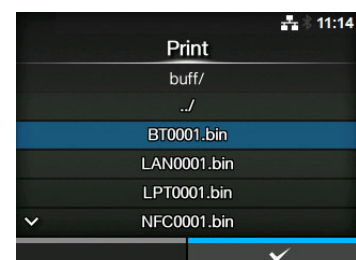 11:14
Print
buff/
../
BT0001.bin
LAN0001.bin
LPT0001.bin
NFC0001.bin